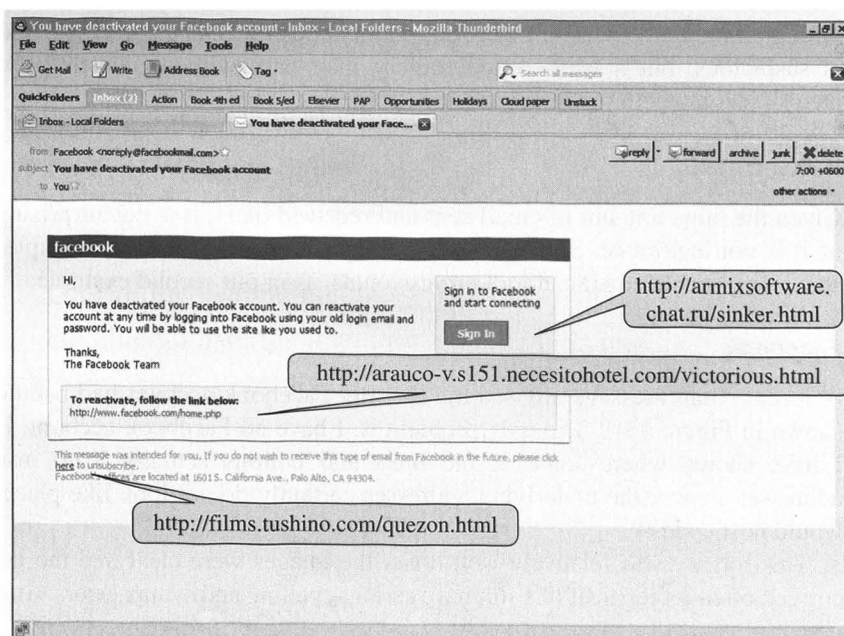 You have deactivated your Facebook account - Inbox - Local Folders - Mozilla Thunderbird
File Edit View Go Message Tools Help
Get Mail Write Address Book Tag
Search all messages
QuickFolders Inbox (2) Action Book 4th ed Book 5/ed Elsevier PAP Opportunities Holidays Cloud paper Unstuck
Inbox - Local Folders You have deactivated your Face...
from Facebook <noreply@facebookmail.com>
reply forward archive junk delete
subject You have deactivated your Facebook account
7:00 +0600
to You
other actions
facebook
Hi,
You have deactivated your Facebook account. You can reactivate your
account at any time by logging into Facebook using your old login email and
password. You will be able to use the site like you used to.
Thanks,
The Facebook Team
Sign in to Facebook
and start connecting
Sign In
http://armixsoftware.
chat.ru/sinker.html
http://arauco-v.s151.necesitohotel.com/victorious.html
To reactivate, follow the link below:
http://www.facebook.com/home.php
This message was intended for you, If you do not wish to receive this type of email from Facebook in the future, please click
here to unsubscribe.
Facebook's offices are located at 1601 S. California Ave., Palo Alto, CA 94304.
http://films.tushino.com/quezon.html